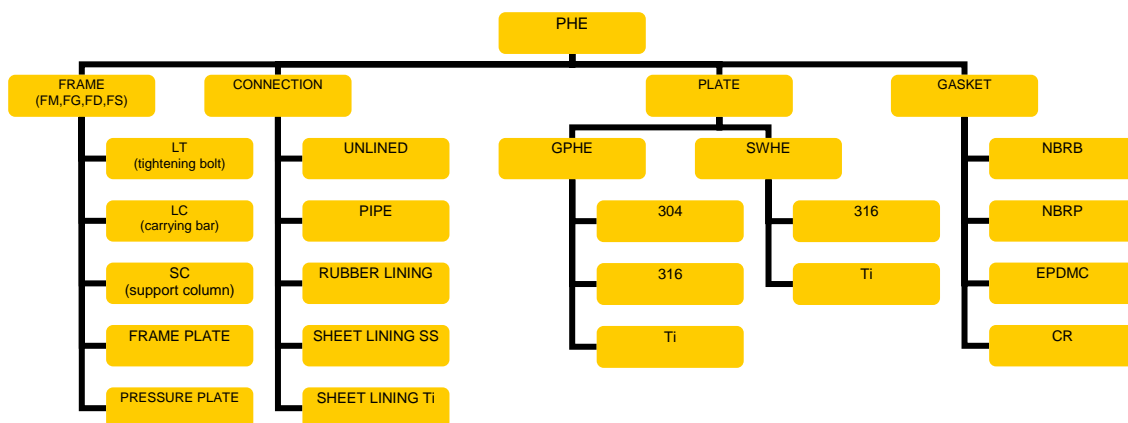 PHE
FRAME
(FM,FG,FD,FS)
CONNECTION
PLATE
GASKET
LT
(tightening bolt)
UNLINED
GPHE
SWHE
NBRB
LC
(carrying bar)
PIPE
304
316
NBRP
SC
(support column)
RUBBER LINING
316
Ti
EPDMC
FRAME PLATE
SHEET LINING SS
Ti
CR
PRESSURE PLATE
SHEET LINING Ti